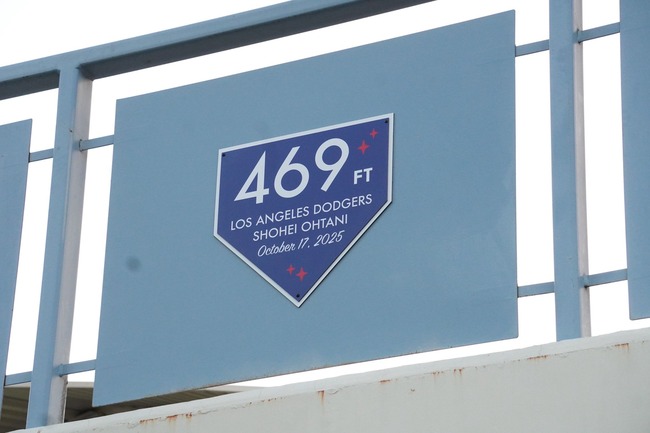 469 FT
LOS ANGELES DODGERS
SHOHEI OHTANI
October 17, 2025